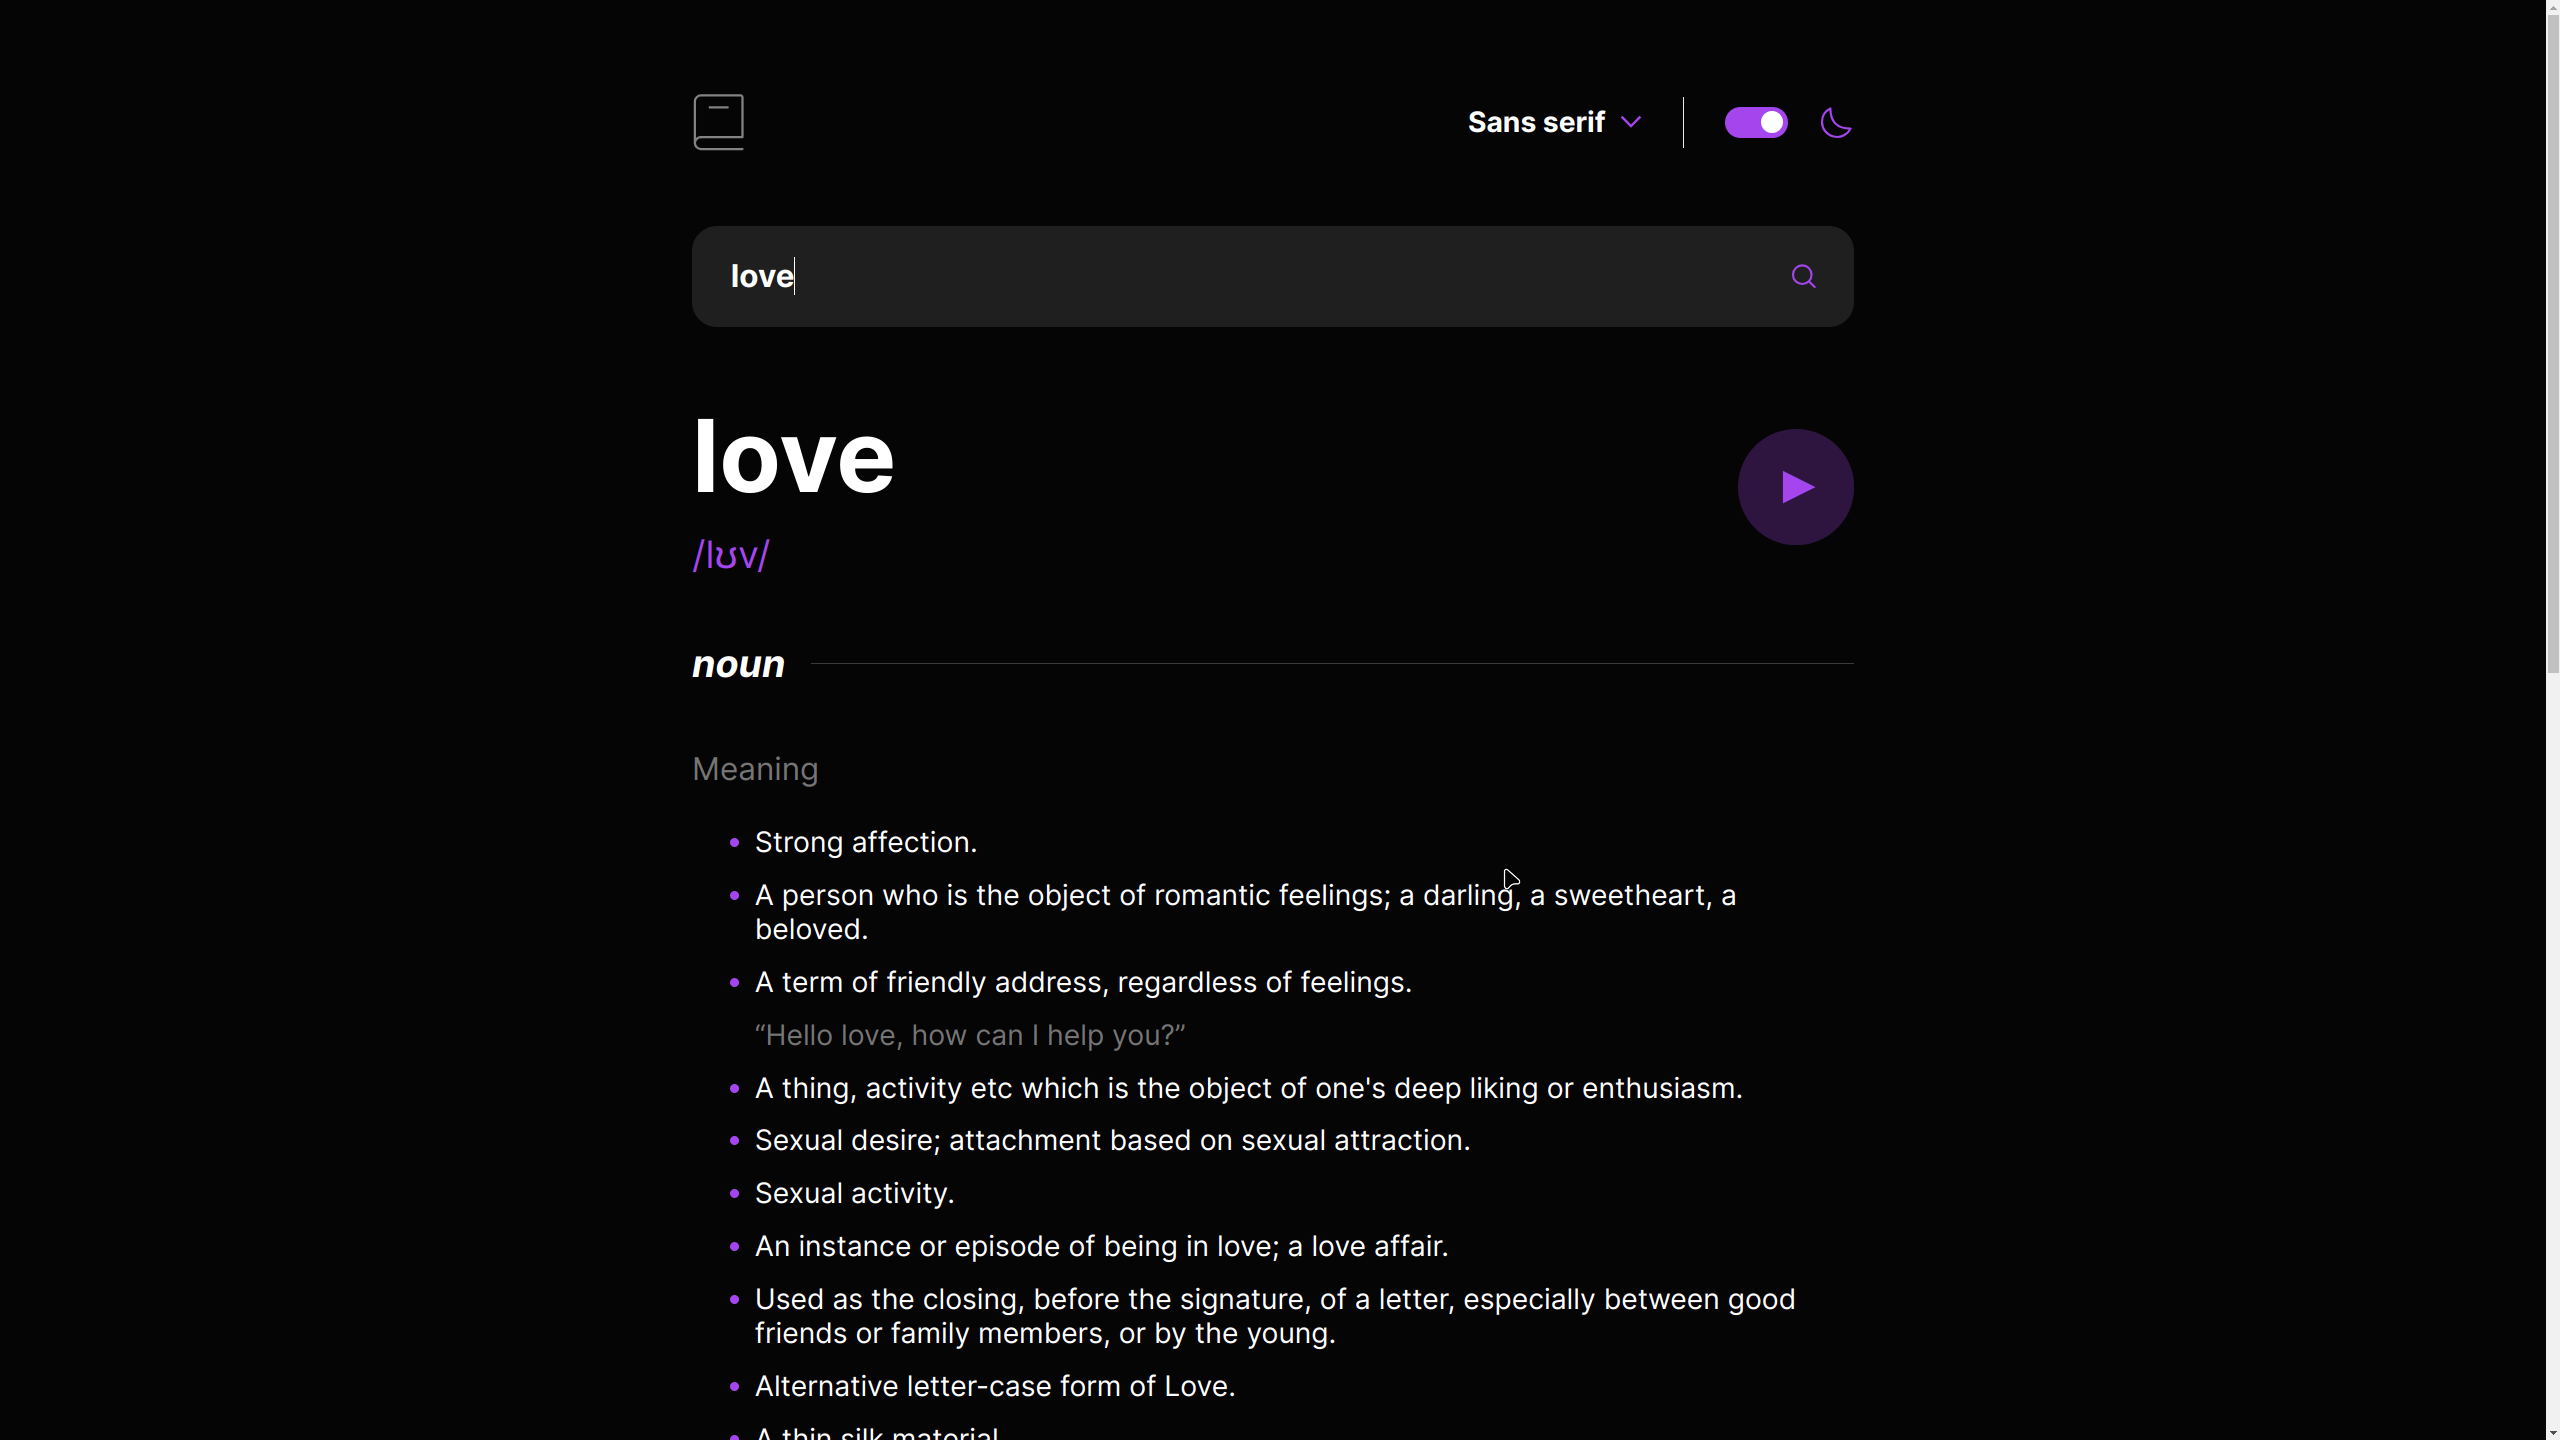 Sans serif
love
love
/lʊv/
noun
Meaning
Strong affection.
A person who is the object of romantic feelings; a darling, a sweetheart, a
beloved.
A term of friendly address, regardless of feelings.
“Hello love, how can I help you?”
A thing, activity etc which is the object of one's deep liking or enthusiasm.
Sexual desire; attachment based on sexual attraction.
Sexual activity.
An instance or episode of being in love; a love affair.
Used as the closing, before the signature, of a letter, especially between good
friends or family members, or by the young.
Alternative letter-case form of Love.
A thin silk material.